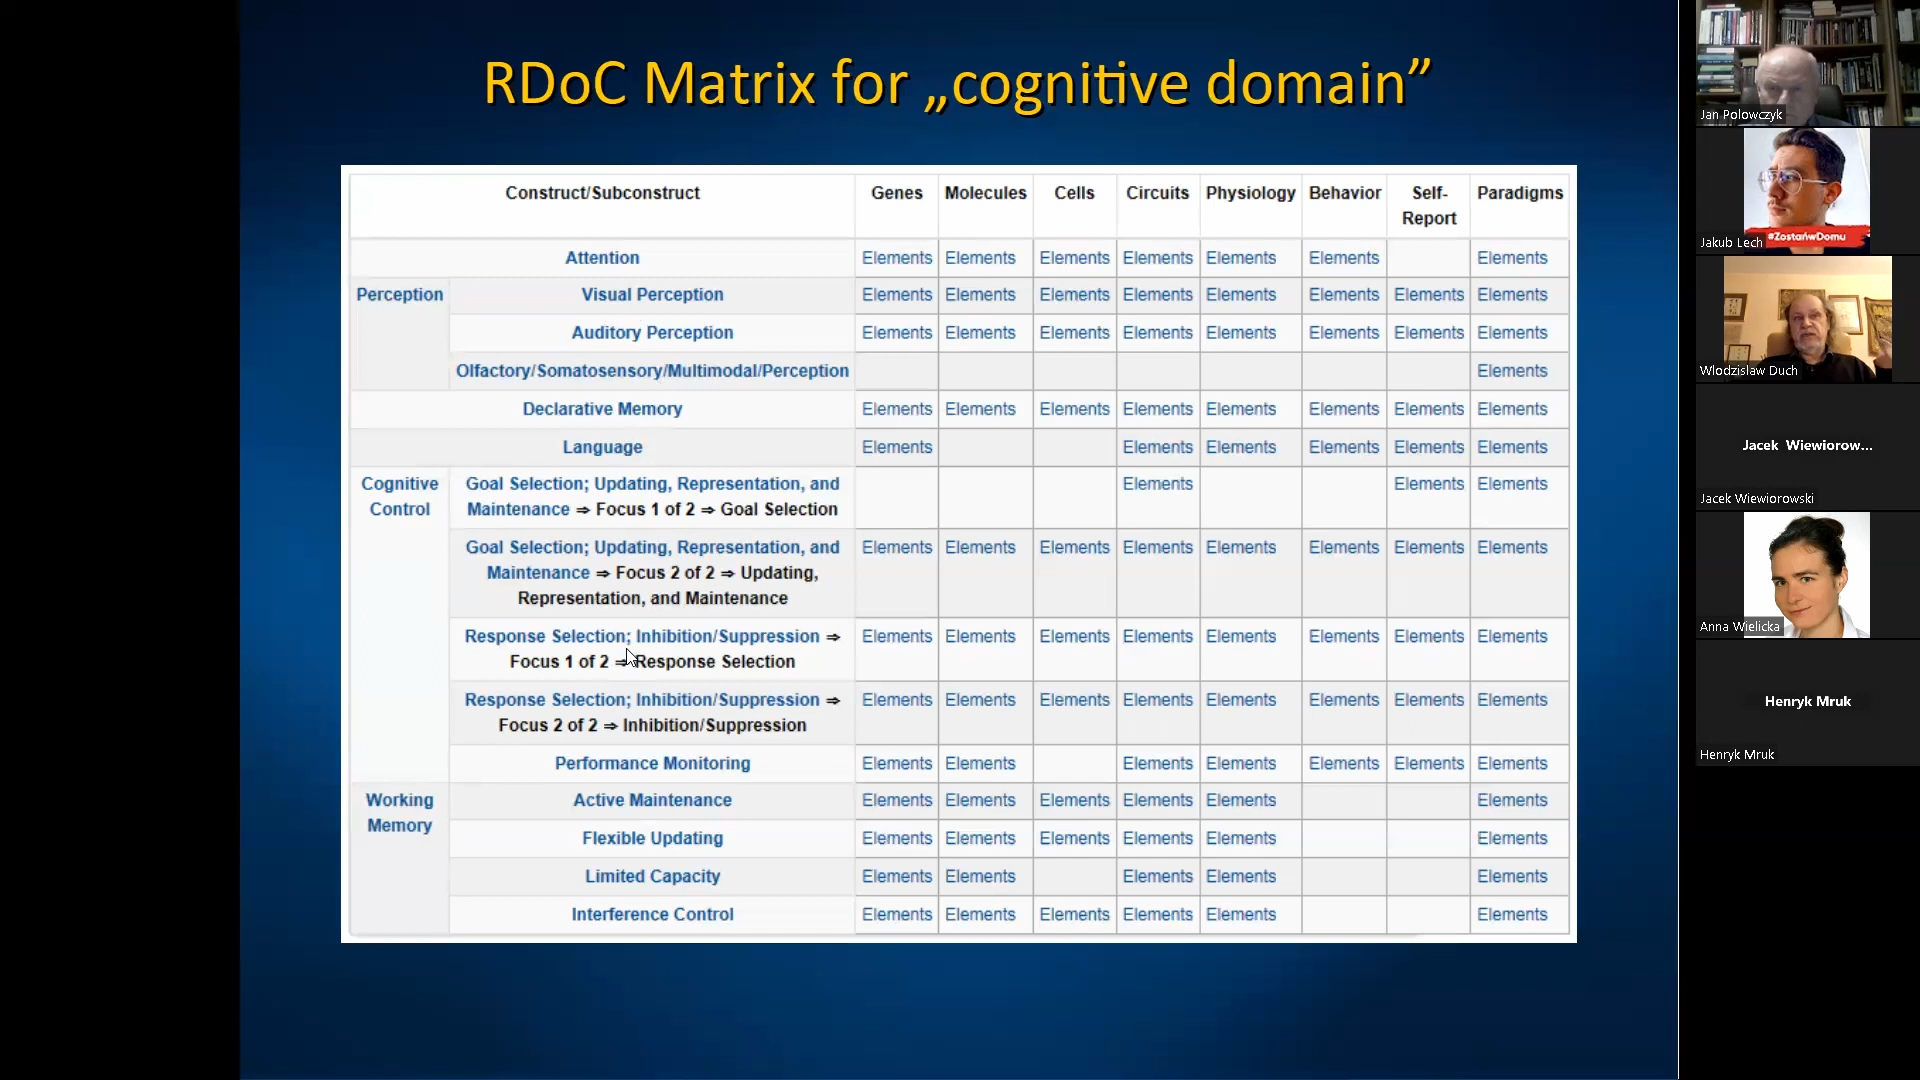 RDoC Matrix for „cognitive domain”
Construct/Subconstruct Genes Molecules Cells Circuits Physiology Behavior Self-Report Paradigms
Attention Elements Elements Elements Elements Elements Elements Elements
Perception Visual Perception Elements Elements Elements Elements Elements Elements Elements Elements
Auditory Perception Elements Elements Elements Elements Elements Elements Elements Elements
Olfactory/Somatosensory/Multimodal/Perception Elements
Declarative Memory Elements Elements Elements Elements Elements Elements Elements Elements
Language Elements Elements Elements Elements Elements Elements
Cognitive Control
Goal Selection; Updating, Representation, and Elements Elements Elements
Maintenance ⇒ Focus 1 of 2 ⇒ Goal Selection
Goal Selection; Updating, Representation, and Elements Elements Elements Elements Elements Elements Elements Elements
Maintenance ⇒ Focus 2 of 2 ⇒ Updating,
Representation, and Maintenance
Response Selection; Inhibition/Suppression ⇒ Elements Elements Elements Elements Elements Elements Elements Elements
Focus 1 of 2 ⇒ Response Selection
Response Selection; Inhibition/Suppression ⇒ Elements Elements Elements Elements Elements Elements Elements Elements
Focus 2 of 2 ⇒ Inhibition/Suppression
Performance Monitoring Elements Elements Elements Elements Elements Elements Elements
Working Memory
Active Maintenance Elements Elements Elements Elements Elements Elements
Flexible Updating Elements Elements Elements Elements Elements Elements
Limited Capacity Elements Elements Elements Elements Elements
Interference Control Elements Elements Elements Elements Elements Elements
Jan Polowczyk
#ZostańwDomu
Jakub Lech
Wlodzislaw Duch
Jacek Wiewiorow...
Jacek Wiewiorowski
Anna Wielicka
Henryk Mruk
Henryk Mruk